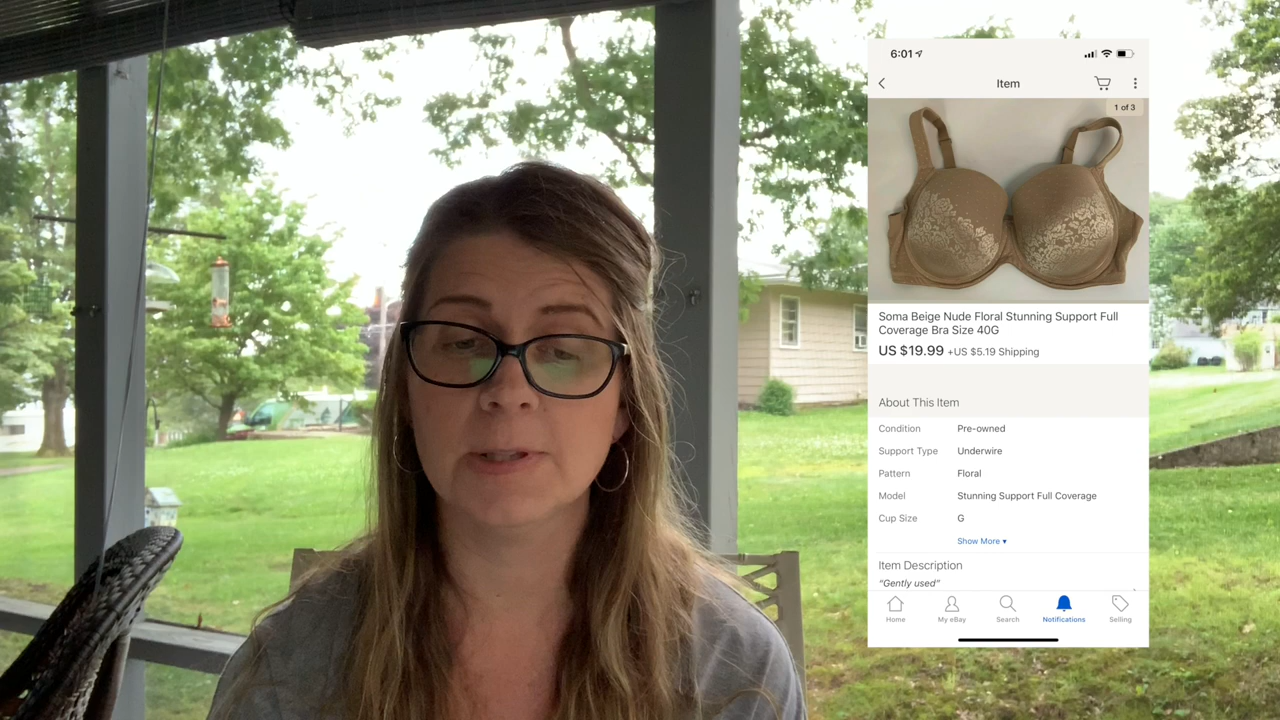 6:01
Item
1 of 3
Soma Beige Nude Floral Stunning Support Full
Coverage Bra Size 40G
US $19.99 +US $5.19 Shipping
About This Item
Condition Pre-owned
Support Type Underwire
Pattern Floral
Model Stunning Support Full Coverage
Cup Size G
Show More ▾
Item Description
“Gently used”
Home My eBay Search Notifications Selling